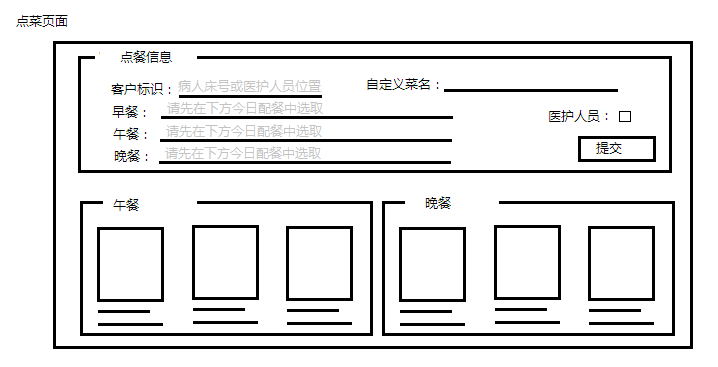 点菜页面
点餐信息
客户标识：病人床号或医护人员位置
自定义菜名：
早餐：请先在下方今日配餐中选取
医护人员：
午餐：请先在下方今日配餐中选取
晚餐：请先在下方今日配餐中选取
提交
午餐
晚餐